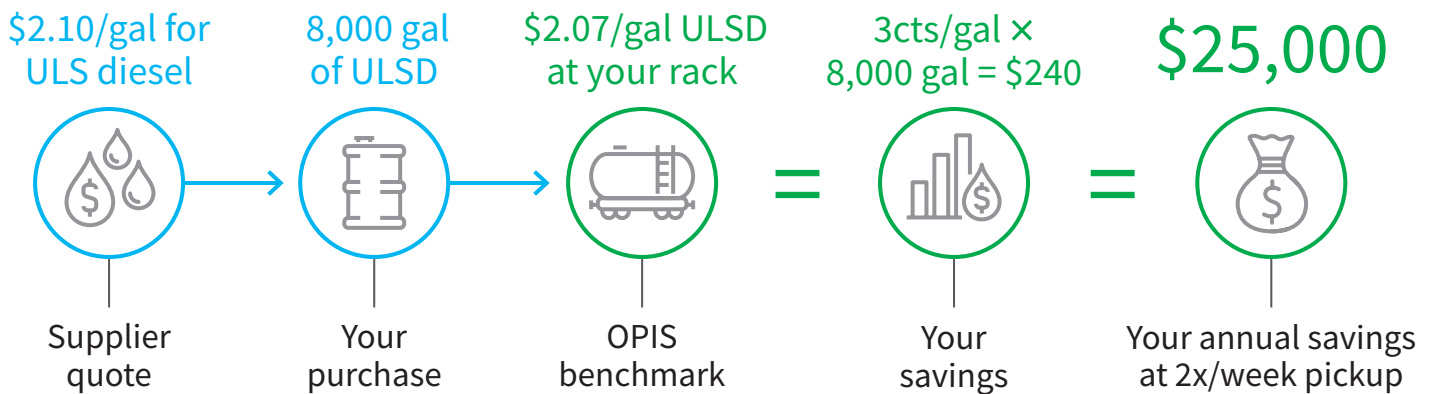 $2.10/gal for
ULS diesel
8,000 gal
of ULSD
$2.07/gal ULSD
at your rack
3cts/gal ×
8,000 gal = $240
$25,000
$
=
$
=
$
Supplier
quote
Your
purchase
OPIS
benchmark
Your
savings
Your annual savings
at 2x/week pickup